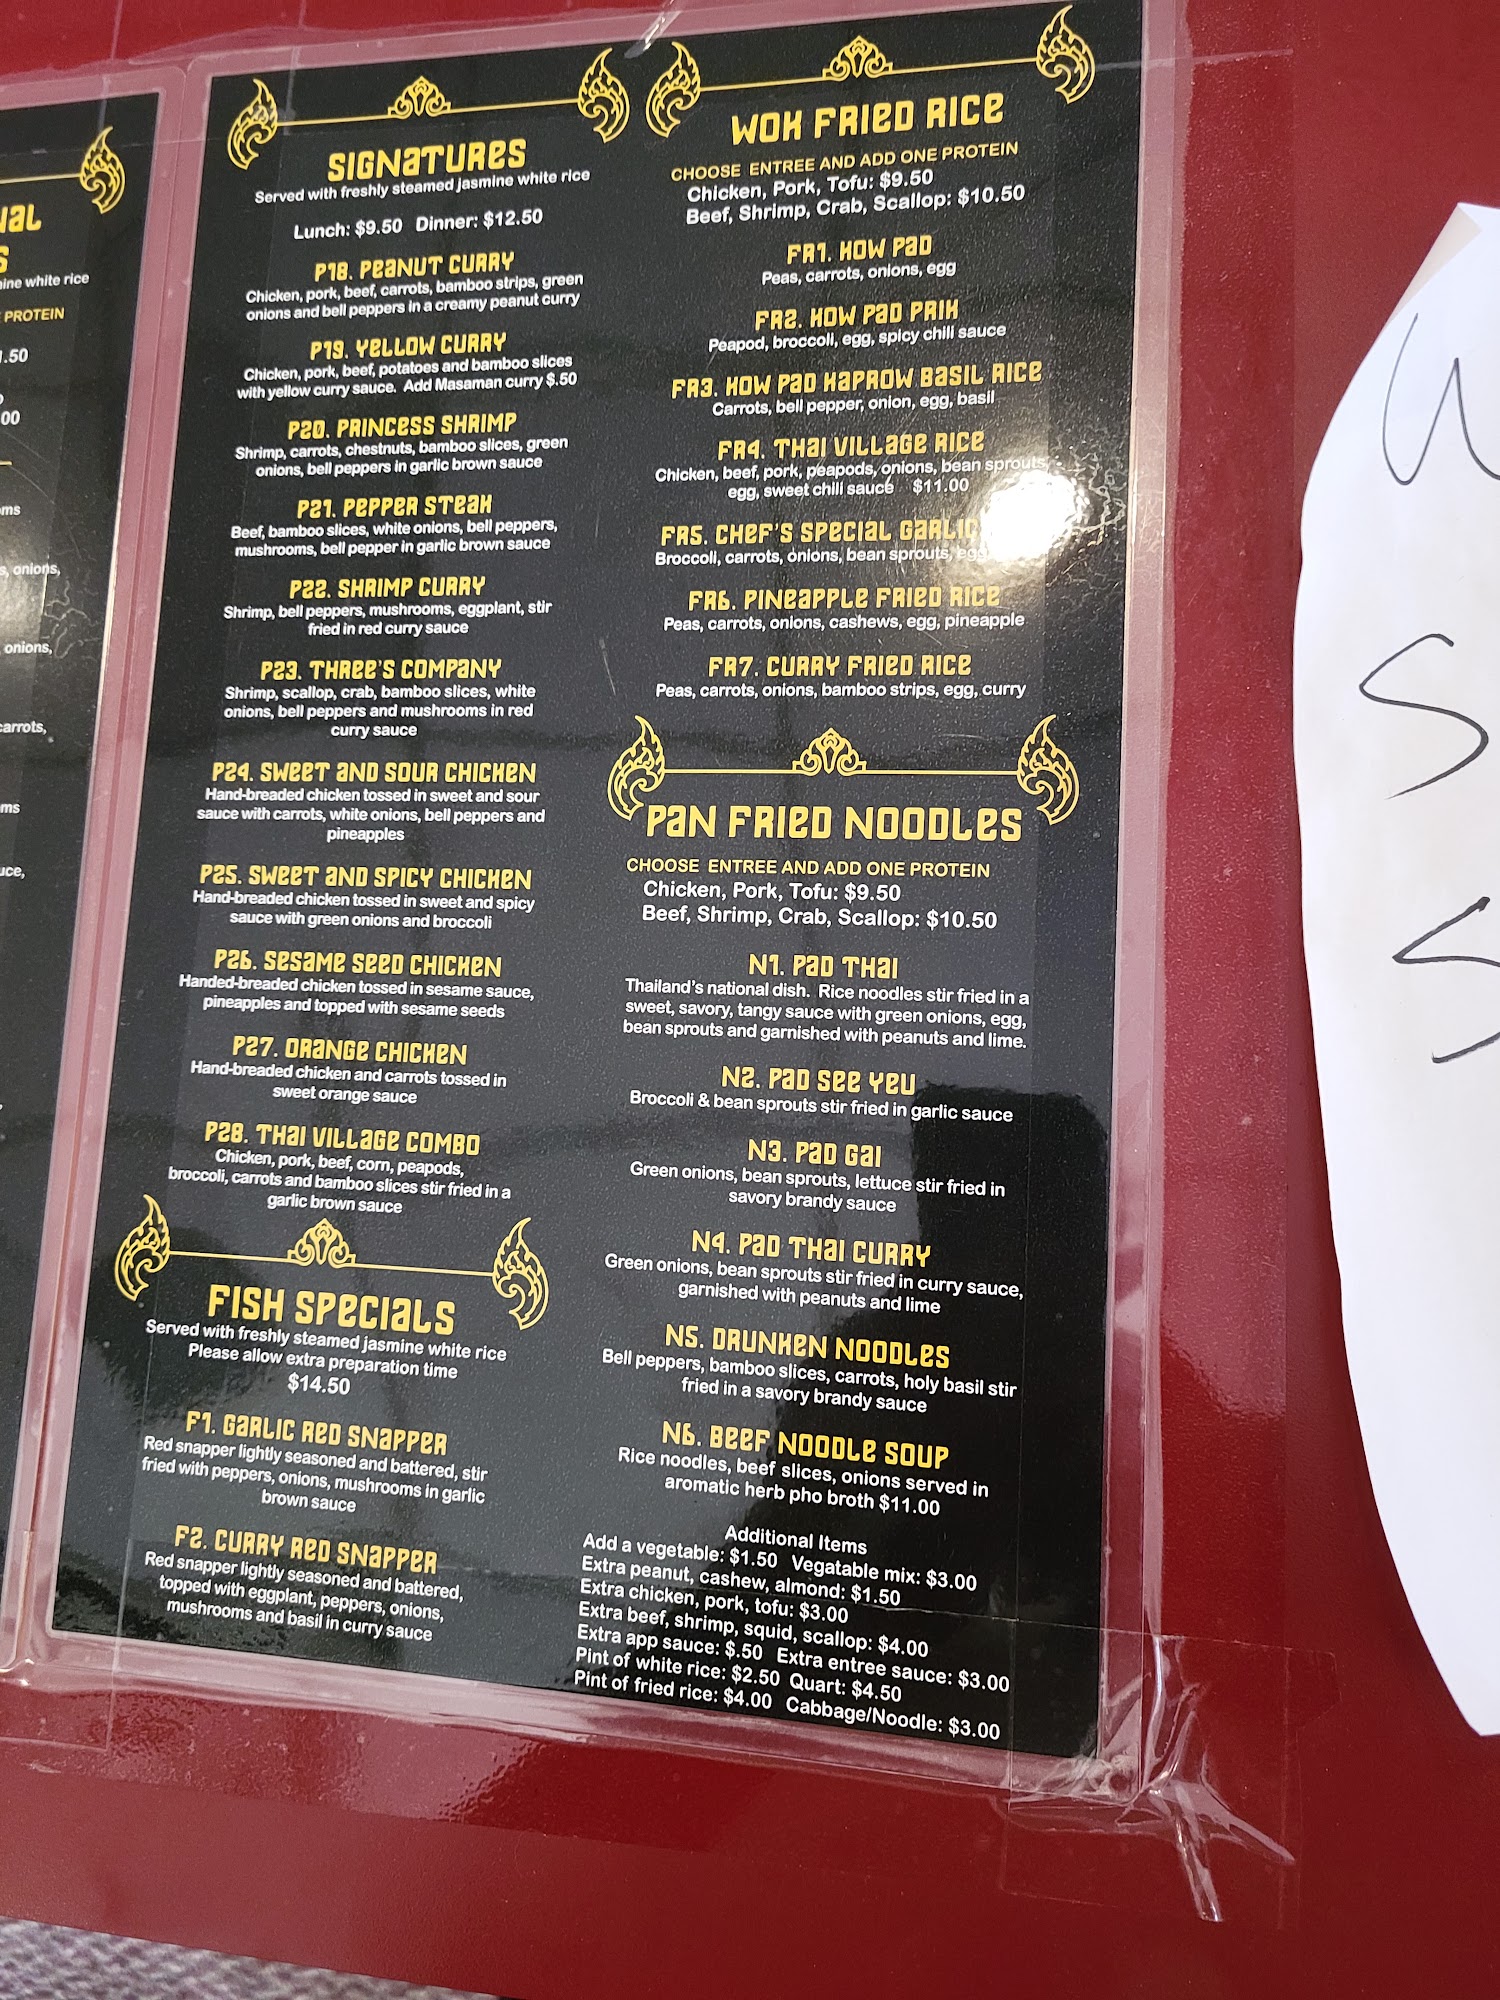 ual
s
ine white rice
PROTEIN
.50
00
ms
s, onions,
onions,
carrots,
ms
uce,
SIGNATURES
Served with freshly steamed jasmine white rice
Lunch: $9.50 Dinner: $12.50
P18. PEANUT CURRY
Chicken, pork, beef, carrots, bamboo strips, green
onions and bell peppers in a creamy peanut curry
P19. YELLOW CURRY
Chicken, pork, beef, potatoes and bamboo slices
with yellow curry sauce. Add Masaman curry $.50
P20. PRINCESS SHRIMP
Shrimp, carrots, chestnuts, bamboo slices, green
onions, bell peppers in garlic brown sauce
P21. PEPPER STEAK
Beef, bamboo slices, white onions, bell peppers,
mushrooms, bell pepper in garlic brown sauce
P22. SHRIMP CURRY
Shrimp, bell peppers, mushrooms, eggplant, stir
fried in red curry sauce
P23. THREE'S COMPANY
Shrimp, scallop, crab, bamboo slices, white
onions, bell peppers and mushrooms in red
curry sauce
P24. SWEET AND SOUR CHICKEN
Hand-breaded chicken tossed in sweet and sour
sauce with carrots, white onions, bell peppers and
pineapples
P25. SWEET AND SPICY CHICKEN
Hand-breaded chicken tossed in sweet and spicy
sauce with green onions and broccoli
P26. SESAME SEED CHICKEN
Handed-breaded chicken tossed in sesame sauce,
pineapples and topped with sesame seeds
P27. ORANGE CHICKEN
Hand-breaded chicken and carrots tossed in
sweet orange sauce
P28. THAI VILLAGE COMBO
Chicken, pork, beef, corn, peapods,
broccoli, carrots and bamboo slices stir fried in a
garlic brown sauce
FISH SPECIALS
Served with freshly steamed jasmine white rice
Please allow extra preparation time
$14.50
F1. GARLIC RED SNAPPER
Red snapper lightly seasoned and battered, stir
fried with peppers, onions, mushrooms in garlic
brown sauce
F2. CURRY RED SNAPPER
Red snapper lightly seasoned and battered,
topped with eggplant, peppers, onions,
mushrooms and basil in curry sauce
WOK FRIED RICE
CHOOSE ENTREE AND ADD ONE PROTEIN
Chicken, Pork, Tofu: $9.50
Beef, Shrimp, Crab, Scallop: $10.50
FR1. KOW PAD
Peas, carrots, onions, egg
FR2. KOW PAD PRIK
Peapod, broccoli, egg, spicy chili sauce
FR3. KOW PAD KAPROW BASIL RICE
Carrots, bell pepper, onion, egg, basil
FR4. THAI VILLAGE RICE
Chicken, beef, pork, peapods, onions, bean sprouts,
egg, sweet chili sauce $11.00
FR5. CHEF'S SPECIAL GARLIC
Broccoli, carrots, onions, bean sprouts, egg
FR6. PINEAPPLE FRIED RICE
Peas, carrots, onions, cashews, egg, pineapple
FR7. CURRY FRIED RICE
Peas, carrots, onions, bamboo strips, egg, curry
PAN FRIED NOODLES
CHOOSE ENTREE AND ADD ONE PROTEIN
Chicken, Pork, Tofu: $9.50
Beef, Shrimp, Crab, Scallop: $10.50
N1. PAD THAI
Thailand's national dish. Rice noodles stir fried in a
sweet, savory, tangy sauce with green onions, egg,
bean sprouts and garnished with peanuts and lime.
N2. PAD SEE YEU
Broccoli & bean sprouts stir fried in garlic sauce
N3. PAD GAI
Green onions, bean sprouts, lettuce stir fried in
savory brandy sauce
N4. PAD THAI CURRY
Green onions, bean sprouts stir fried in curry sauce,
garnished with peanuts and lime
N5. DRUNKEN NOODLES
Bell peppers, bamboo slices, carrots, holy basil stir
fried in a savory brandy sauce
N6. BEEF NOODLE SOUP
Rice noodles, beef slices, onions served in
aromatic herb pho broth $11.00
Additional Items
Add a vegetable: $1.50 Vegatable mix: $3.00
Extra peanut, cashew, almond: $1.50
Extra chicken, pork, tofu: $3.00
Extra beef, shrimp, squid, scallop: $4.00
Extra app sauce: $.50 Extra entree sauce: $3.00
Pint of white rice: $2.50 Quart: $4.50
Pint of fried rice: $4.00 Cabbage/Noodle: $3.00